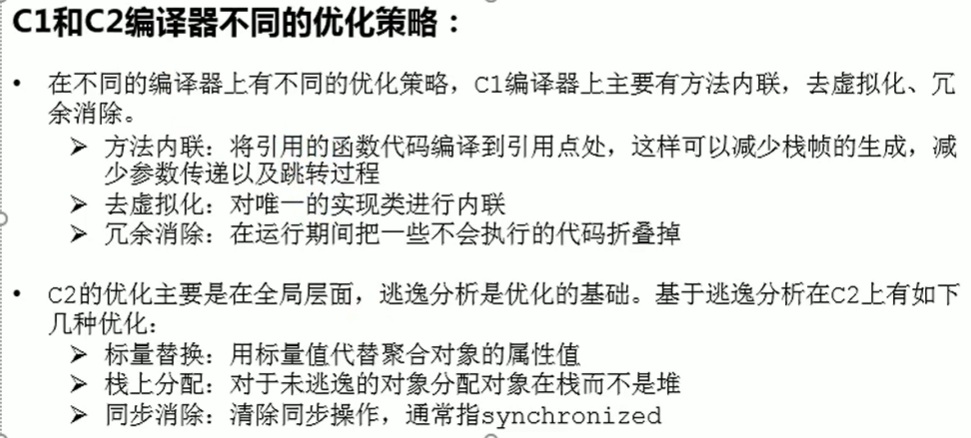 C1和C2编译器不同的优化策略：
• 在不同的编译器上有不同的优化策略，C1编译器上主要有方法内联，去虚拟化、冗
余消除。
➢ 方法内联：将引用的函数代码编译到引用点处，这样可以减少栈帧的生成，减
少参数传递以及跳转过程
➢ 去虚拟化：对唯一的实现类进行内联
➢ 冗余消除：在运行期间把一些不会执行的代码折叠掉
• C2的优化主要是在全局层面，逃逸分析是优化的基础。基于逃逸分析在C2上有如下
几种优化：
➢ 标量替换：用标量值代替聚合对象的属性值
➢ 栈上分配：对于未逃逸的对象分配对象在栈而不是堆
➢ 同步消除：清除同步操作，通常指synchronized